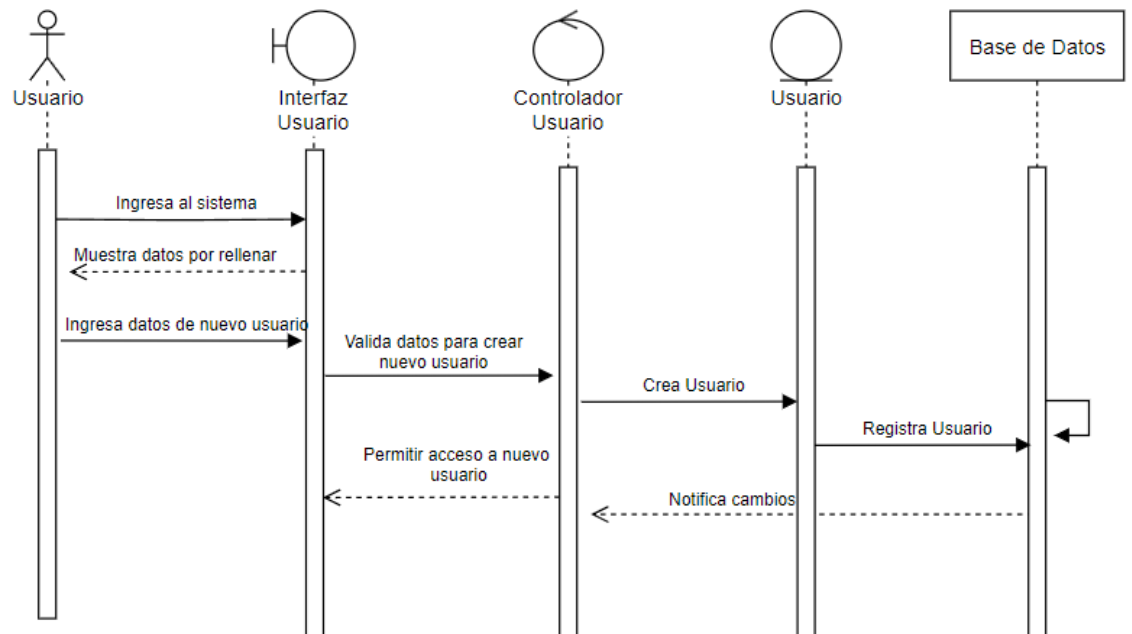 Usuario
Interfaz
Usuario
Controlador
Usuario
Usuario
Base de Datos
Ingresa al sistema
Muestra datos por rellenar
Ingresa datos de nuevo usuario
Valida datos para crear
nuevo usuario
Crea Usuario
Registra Usuario
Permitir acceso a nuevo
usuario
Notifica cambios